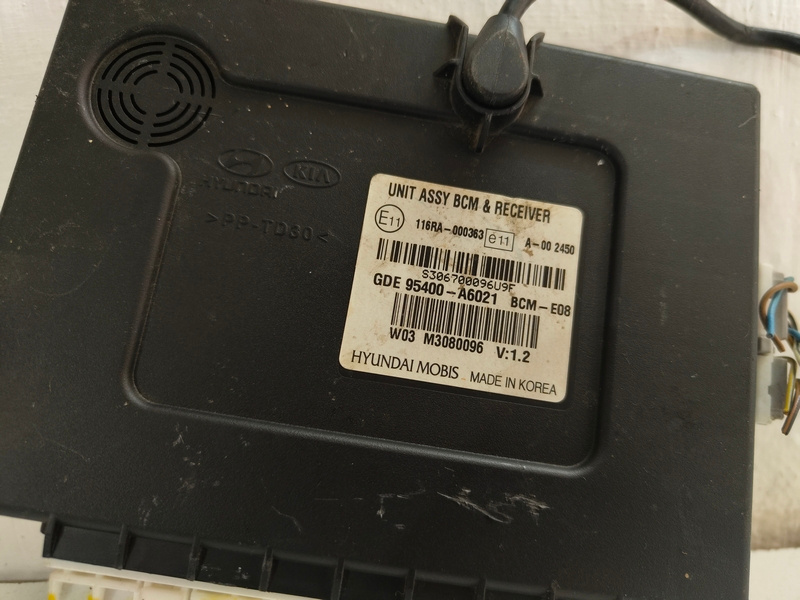 HYUNDAI
KIA
>PP-TD60<
UNIT ASSY BCM & RECEIVER
E11 116RA-000363 e11 A-00 2450
S306700096U9F
GDE 95400-A6021 BCM-E08
W03 M3080096 V:1.2
HYUNDAI MOBIS MADE IN KOREA